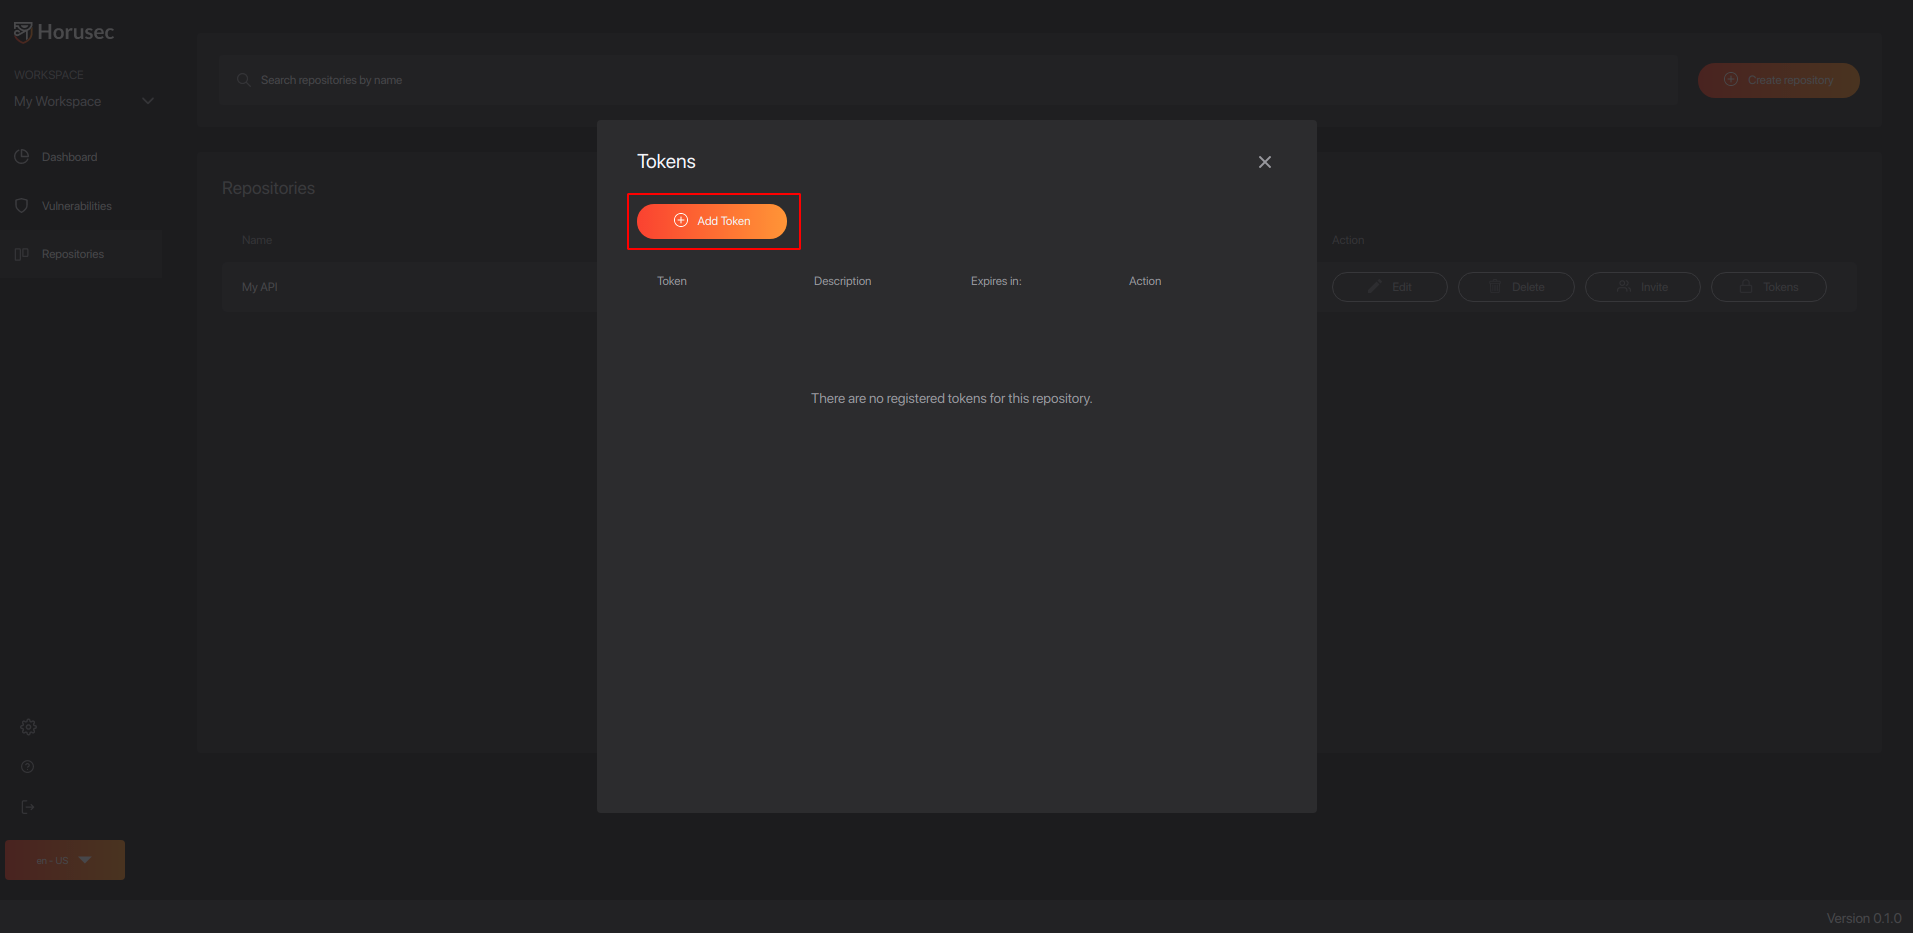 Horusec
WORKSPACE
My Workspace
Dashboard
Vulnerabilities
Repositories
en - US
Search repositories by name
Create repository
Repositories
Name
Action
My API
Edit
Delete
Invite
Tokens
Tokens
Add Token
Token
Description
Expires in:
Action
There are no registered tokens for this repository.
Version 0.1.0